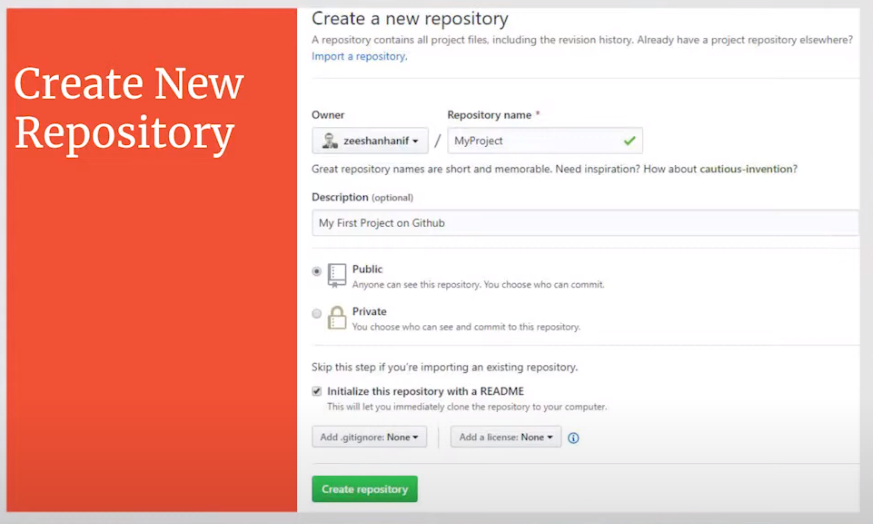 Create New
Repository
Create a new repository
A repository contains all project files, including the revision history. Already have a project repository elsewhere?
Import a repository.
Owner
Repository name *
zeeshanhanif / MyProject
Great repository names are short and memorable. Need inspiration? How about cautious-invention?
Description (optional)
My First Project on Github
Public
Anyone can see this repository. You choose who can commit.
Private
You choose who can see and commit to this repository.
Skip this step if you're importing an existing repository.
Initialize this repository with a README
This will let you immediately clone the repository to your computer.
Add .gitignore: None
Add a license: None
Create repository